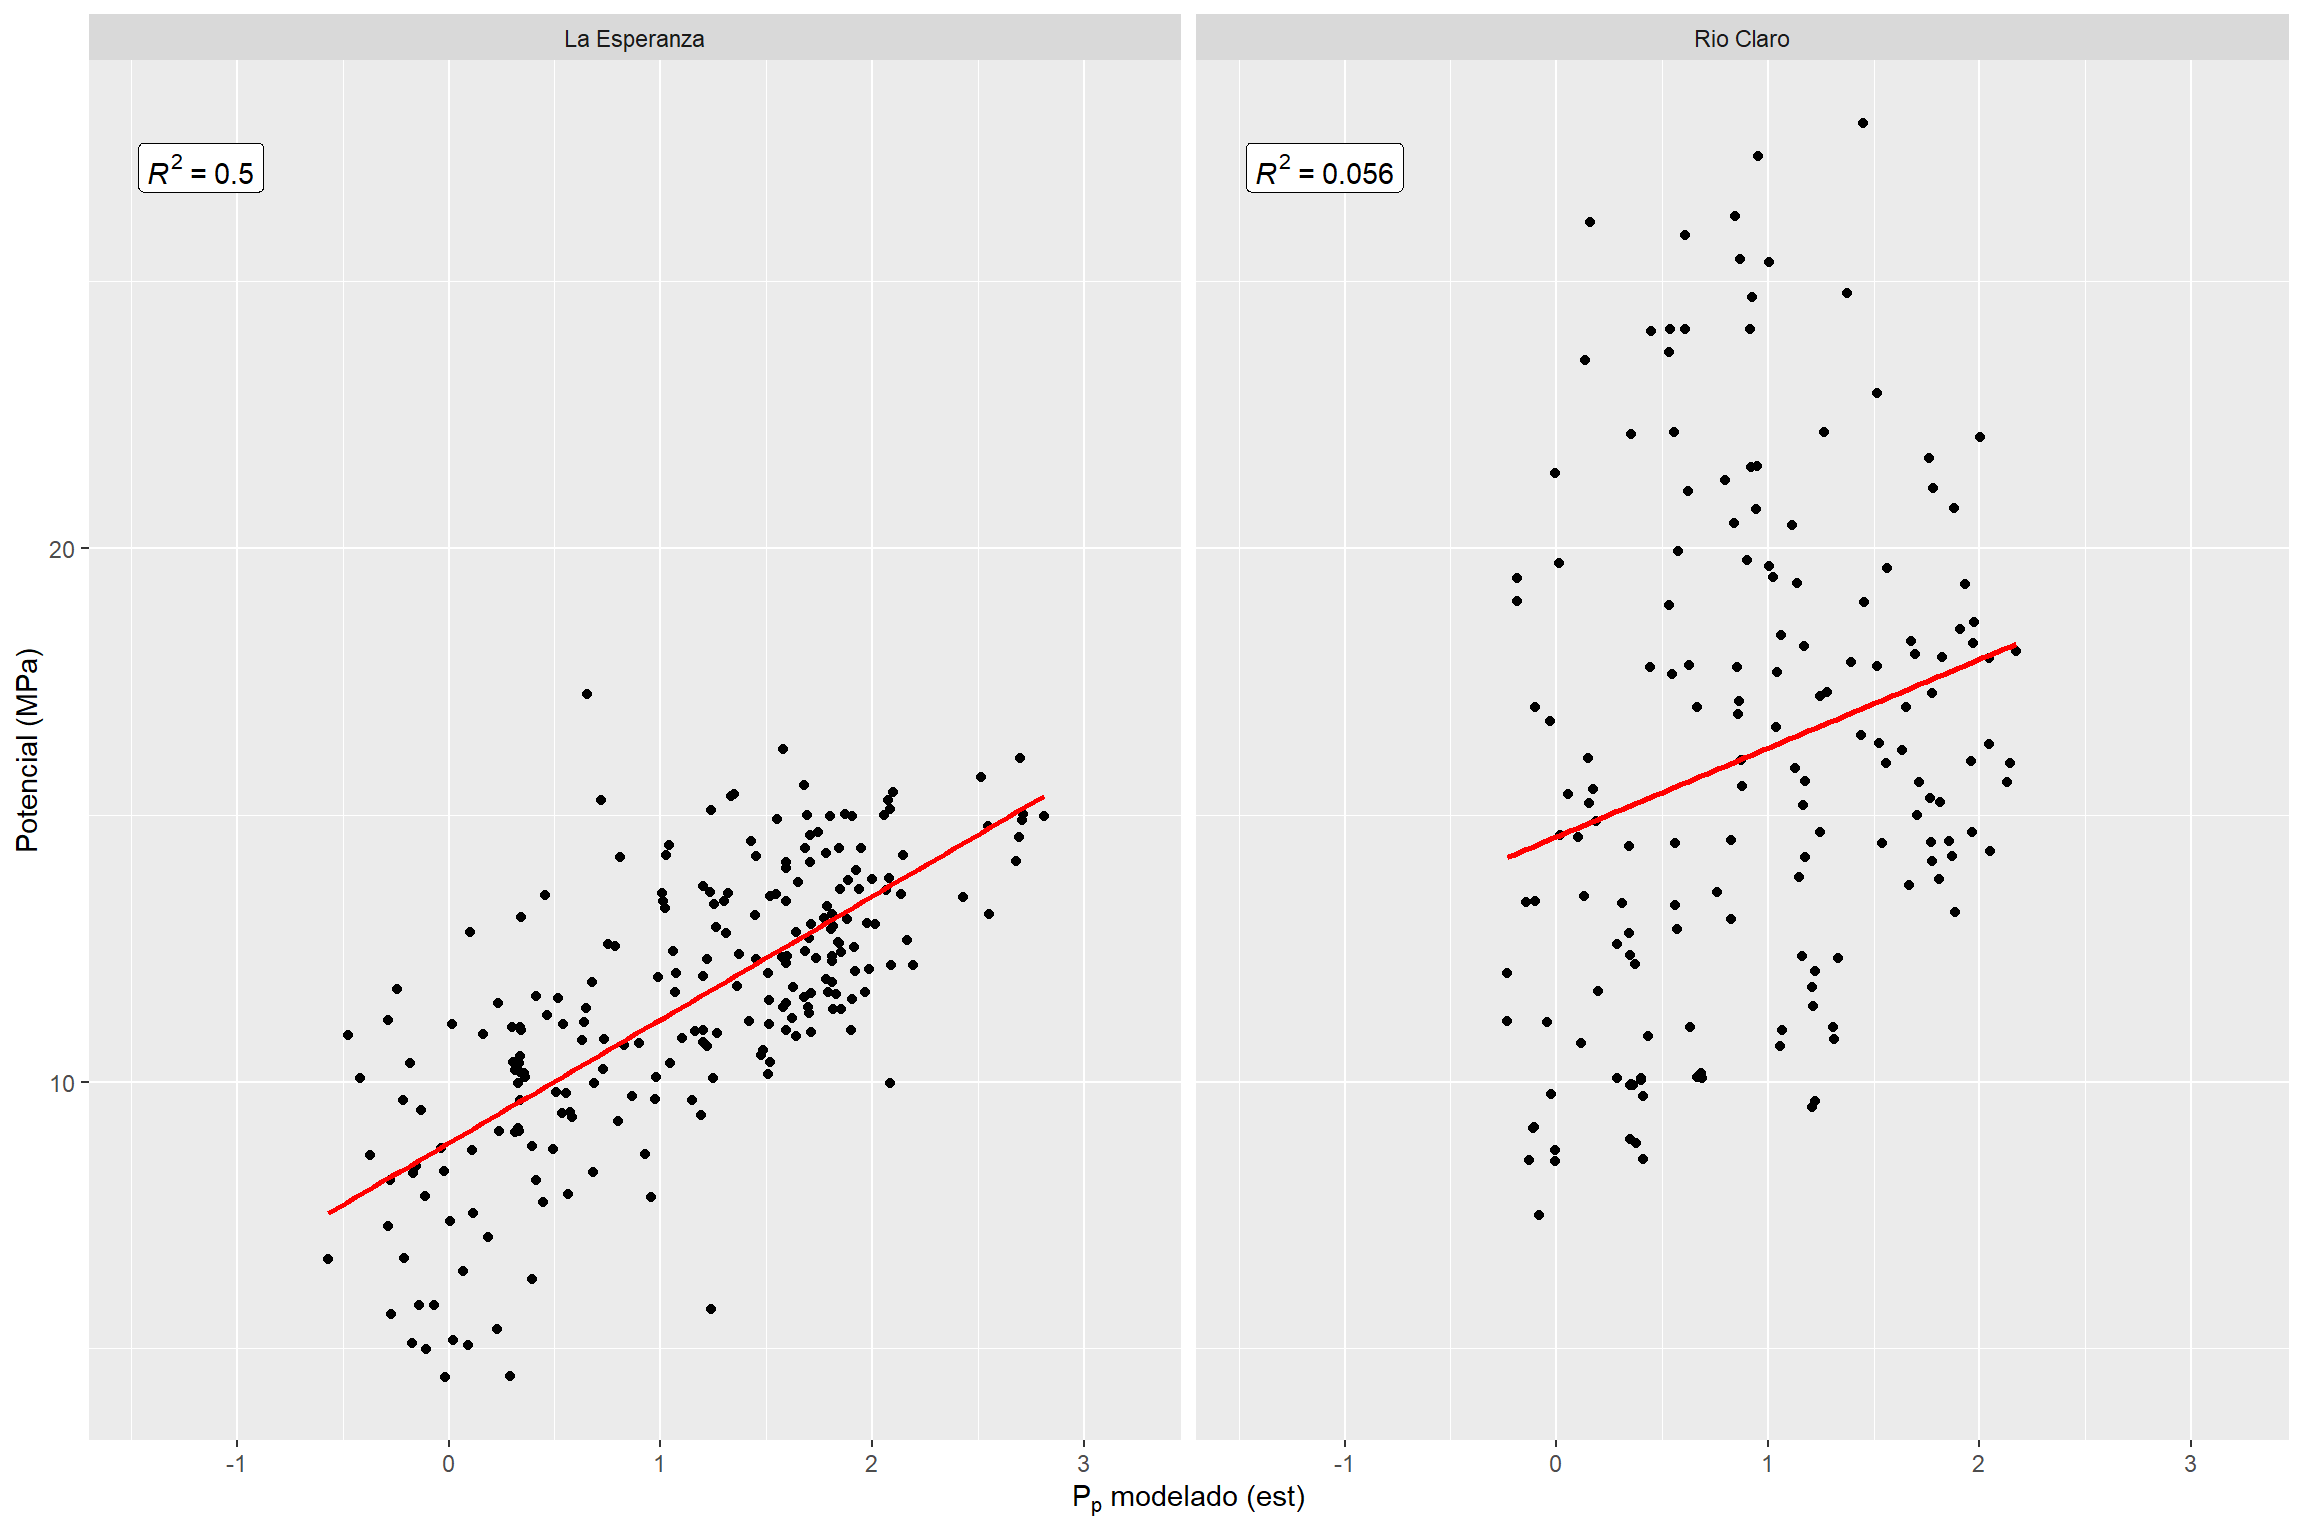 La Esperanza
Rio Claro
R² = 0.5
R² = 0.056
Potencial (MPa)
20
10
-1 0 1 2 3
-1 0 1 2 3
Pₚ modelado (est)